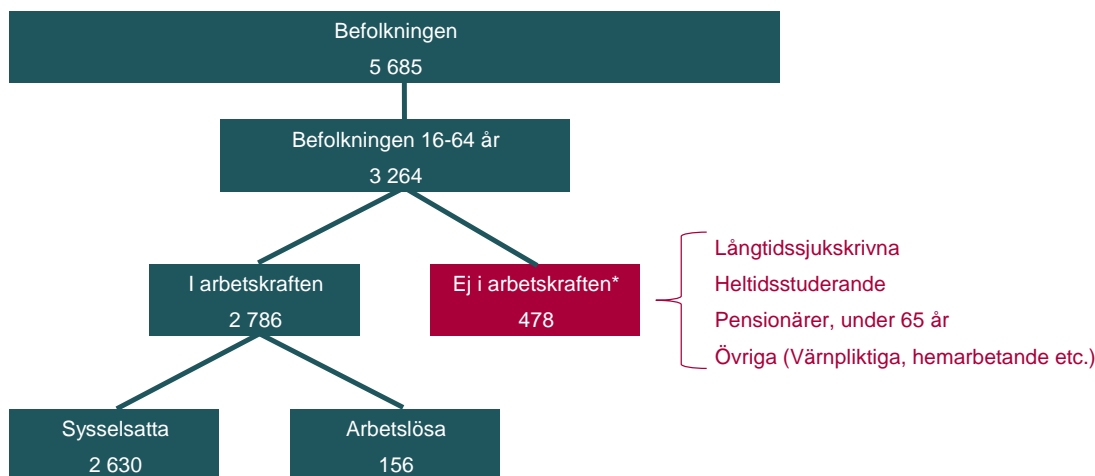 Befolkningen
5 685
Befolkningen 16-64 år
3 264
I arbetskraften
2 786
Ej i arbetskraften*
478
Långtidssjukskrivna
Heltidsstuderande
Pensionärer, under 65 år
Övriga (Värnpliktiga, hemarbetande etc.)
Sysselsatta
2 630
Arbetslösa
156